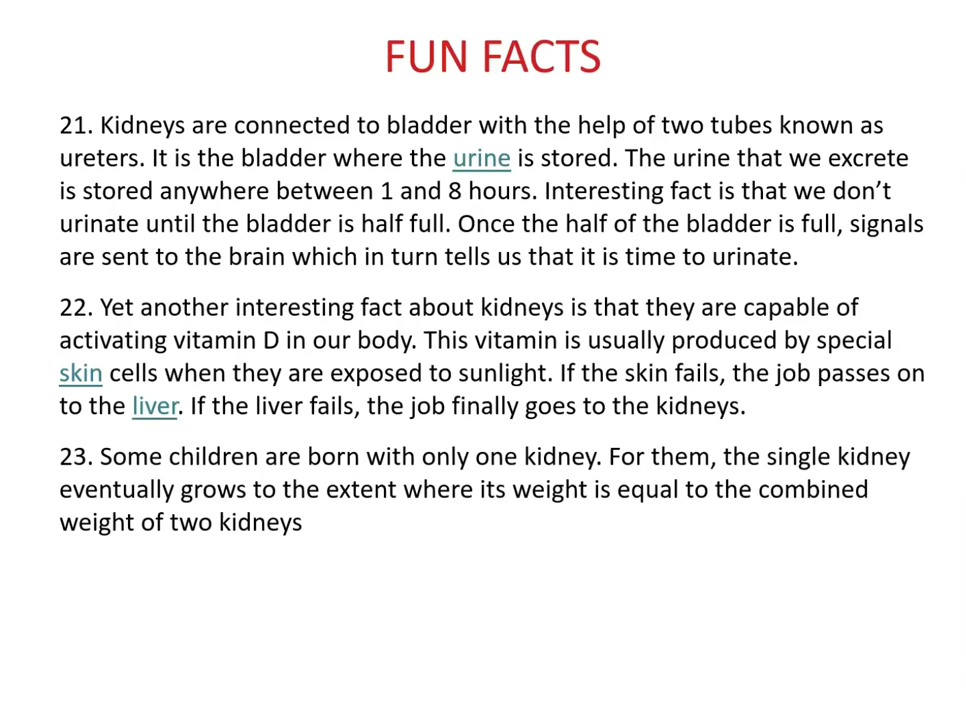 FUN FACTS
21. Kidneys are connected to bladder with the help of two tubes known as
ureters. It is the bladder where the urine is stored. The urine that we excrete
is stored anywhere between 1 and 8 hours. Interesting fact is that we don’t
urinate until the bladder is half full. Once the half of the bladder is full, signals
are sent to the brain which in turn tells us that it is time to urinate.
22. Yet another interesting fact about kidneys is that they are capable of
activating vitamin D in our body. This vitamin is usually produced by special
skin cells when they are exposed to sunlight. If the skin fails, the job passes on
to the liver. If the liver fails, the job finally goes to the kidneys.
23. Some children are born with only one kidney. For them, the single kidney
eventually grows to the extent where its weight is equal to the combined
weight of two kidneys